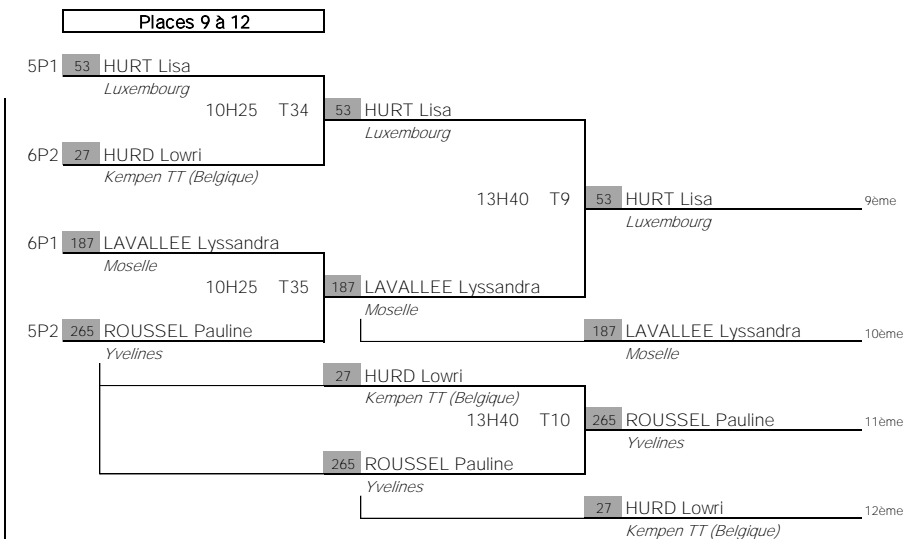 Places 9 à 12
5P1 53 HURT Lisa
Luxembourg
10H25 T34 53 HURT Lisa
Luxembourg
6P2 27 HURD Lowri
Kempen TT (Belgique)
13H40 T9 53 HURT Lisa 9ème
Luxembourg
6P1 187 LAVALLEE Lyssandra
Moselle
10H25 T35 187 LAVALLEE Lyssandra
Moselle
5P2 265 ROUSSEL Pauline 187 LAVALLEE Lyssandra 10ème
Yvelines Moselle
27 HURD Lowri
Kempen TT (Belgique)
13H40 T10 265 ROUSSEL Pauline 11ème
Yvelines
265 ROUSSEL Pauline
Yvelines
27 HURD Lowri 12ème
Kempen TT (Belgique)